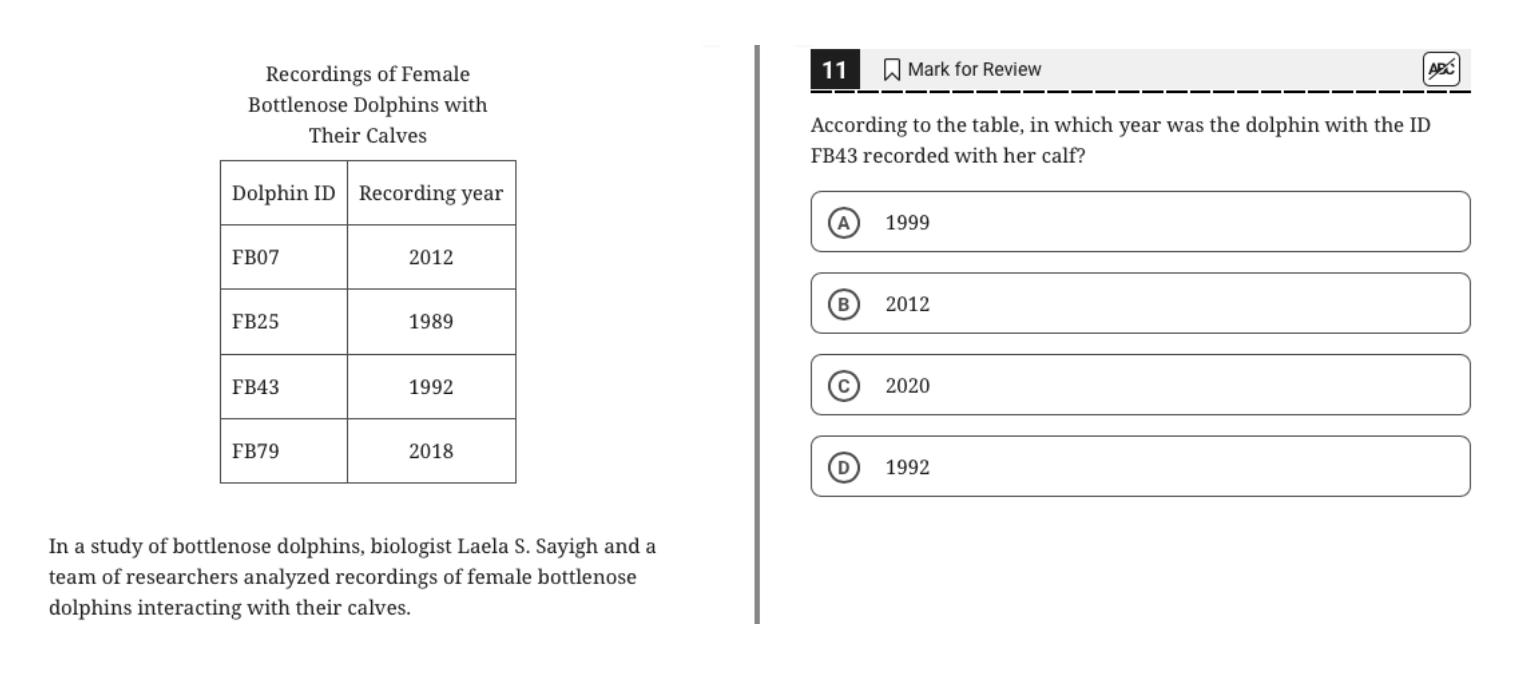 Recordings of Female
Bottlenose Dolphins with
Their Calves
Dolphin ID Recording year
FB07 2012
FB25 1989
FB43 1992
FB79 2018
In a study of bottlenose dolphins, biologist Laela S. Sayigh and a
team of researchers analyzed recordings of female bottlenose
dolphins interacting with their calves.
11 Mark for Review ABC
According to the table, in which year was the dolphin with the ID
FB43 recorded with her calf?
A 1999
B 2012
C 2020
D 1992